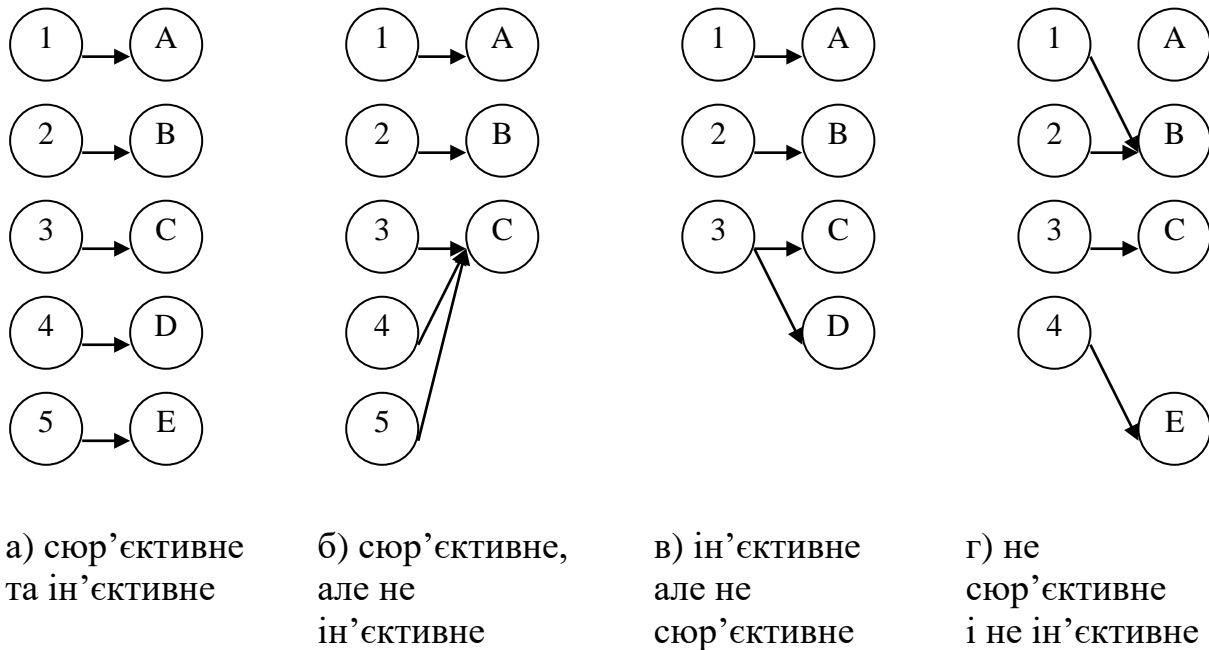 1 A 1 A 1 A 1 A
2 B 2 B 2 B 2 B
3 C 3 C 3 C 3 C
4 D 4 D 4
5 E 5 E
а) сюр’єктивне б) сюр’єктивне, в) ін’єктивне г) не
та ін’єктивне але не але не сюр’єктивне
ін’єктивне сюр’єктивне і не ін’єктивне